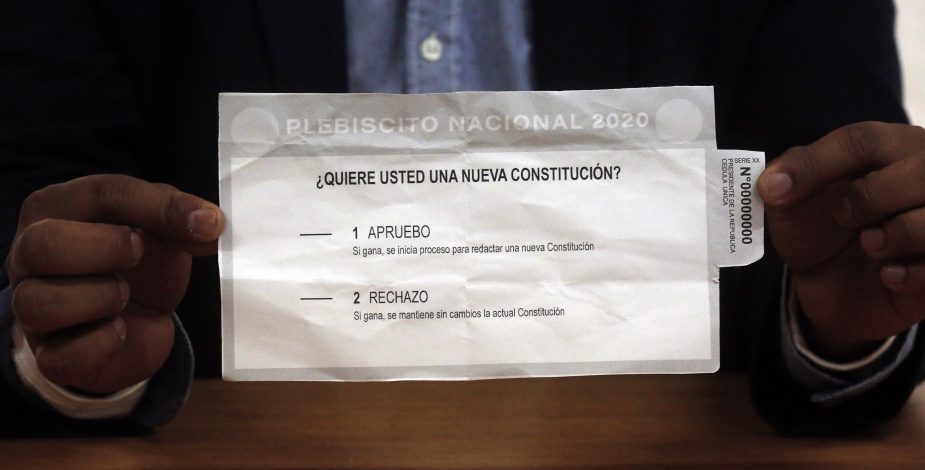 PLEBISCITO NACIONAL 2020
¿QUIERE USTED UNA NUEVA CONSTITUCIÓN?
1 APRUEBO
Si gana, se inicia proceso para redactar una nueva Constitución
2 RECHAZO
Si gana, se mantiene sin cambios la actual Constitución
SERIE XX
N°00000000
PRESIDENTE DE LA REPUBLICA
CEDULA UNICA